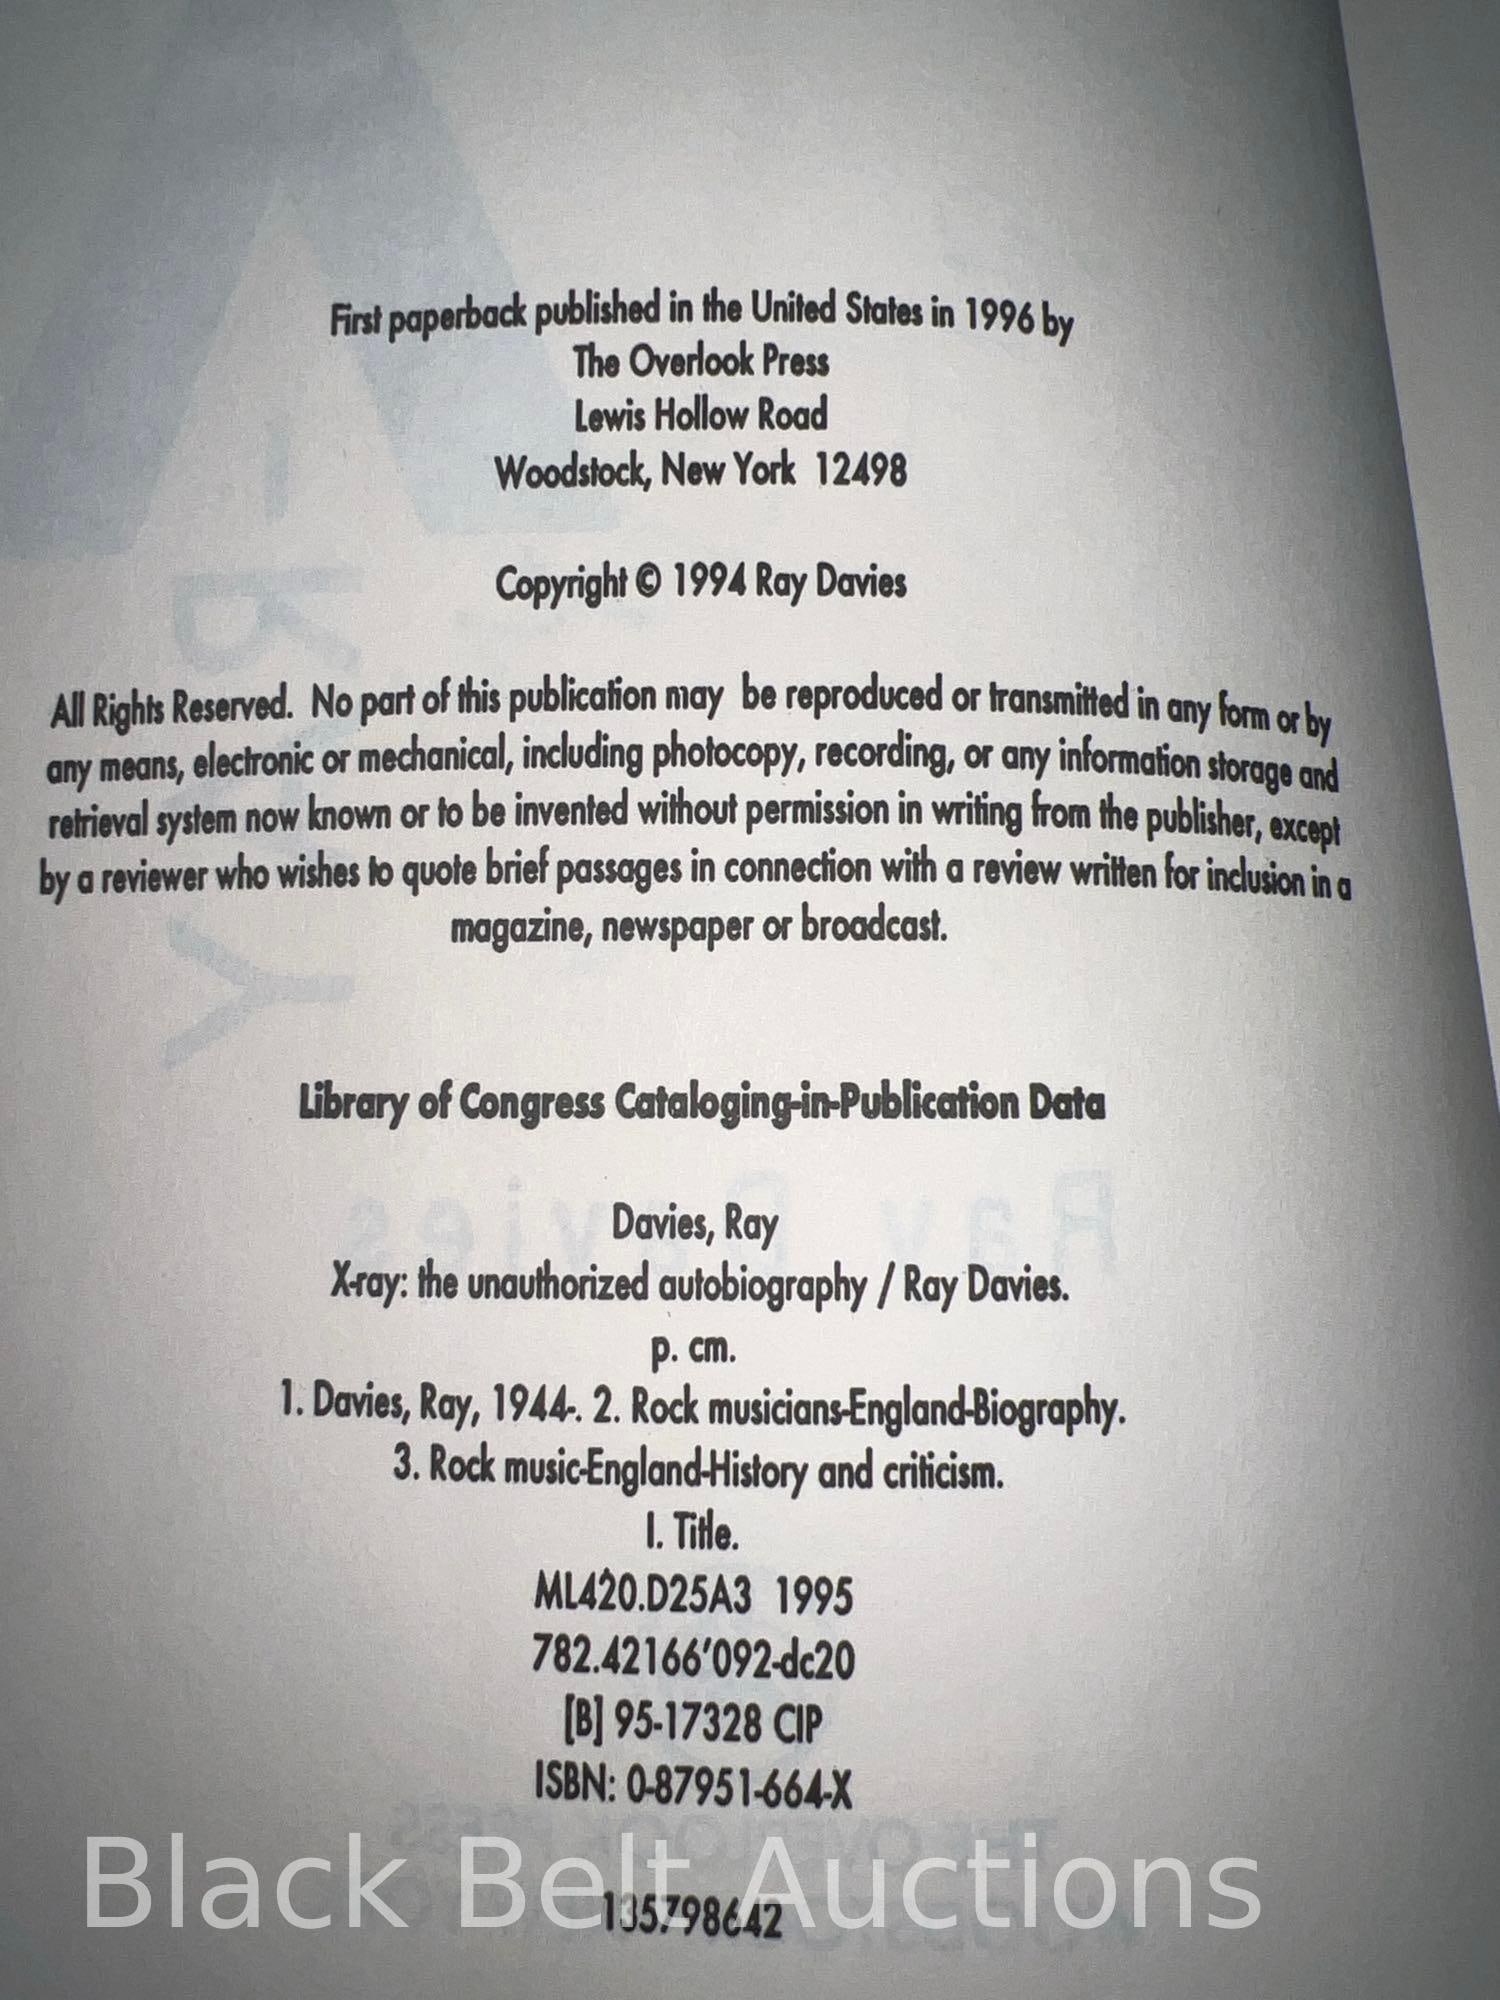 First paperback published in the United States in 1996 by
The Overlook Press
Lewis Hollow Road
Woodstock, New York 12498
Copyright © 1994 Ray Davies
All Rights Reserved. No part of this publication may be reproduced or transmitted in any form or by
any means, electronic or mechanical, including photocopy, recording, or any information storage and
retrieval system now known or to be invented without permission in writing from the publisher, except
by a reviewer who wishes to quote brief passages in connection with a review written for inclusion in a
magazine, newspaper or broadcast.
Library of Congress Cataloging-in-Publication Data
Davies, Ray
X-ray: the unauthorized autobiography / Ray Davies.
p. cm.
1. Davies, Ray, 1944-. 2. Rock musicians-England-Biography.
3. Rock music-England-History and criticism.
I. Title.
ML420.D25A3 1995
782.42166'092-dc20
[B] 95-17328 CIP
ISBN: 0-87951-664-X
135798642
Black Belt Auctions